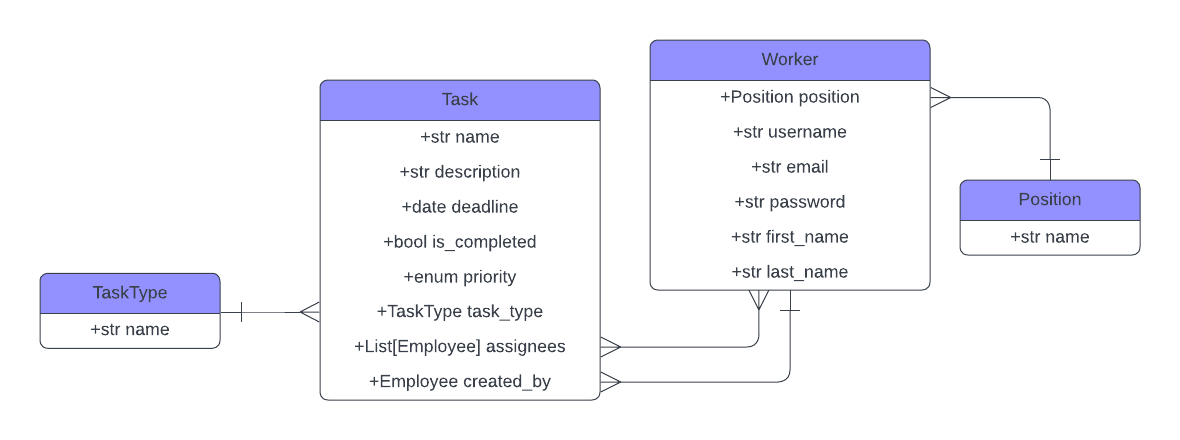 TaskType
+str name
Task
+str name
+str description
+date deadline
+bool is_completed
+enum priority
+TaskType task_type
+List[Employee] assignees
+Employee created_by
Worker
+Position position
+str username
+str email
+str password
+str first_name
+str last_name
Position
+str name